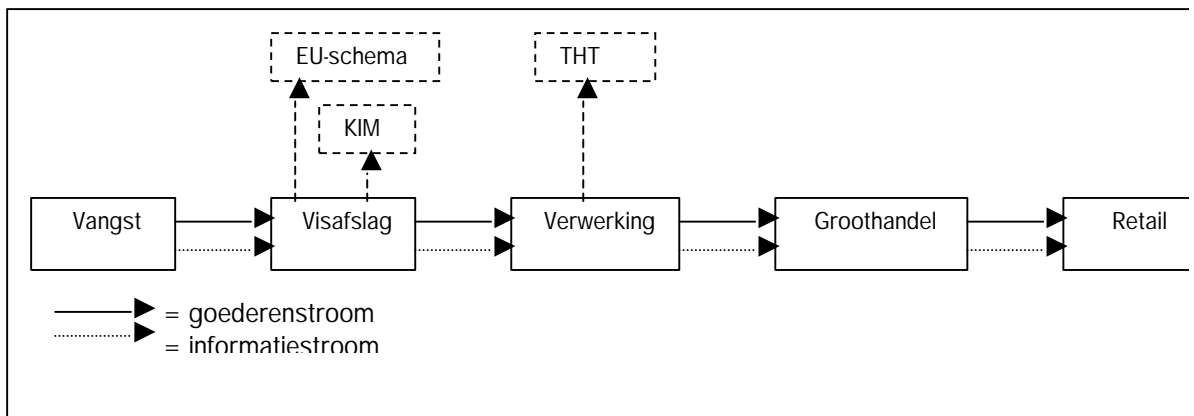 EU-schema
THT
KIM
Vangst
Visafslag
Verwerking
Groothandel
Retail
= goederenstroom
= informatiestroom